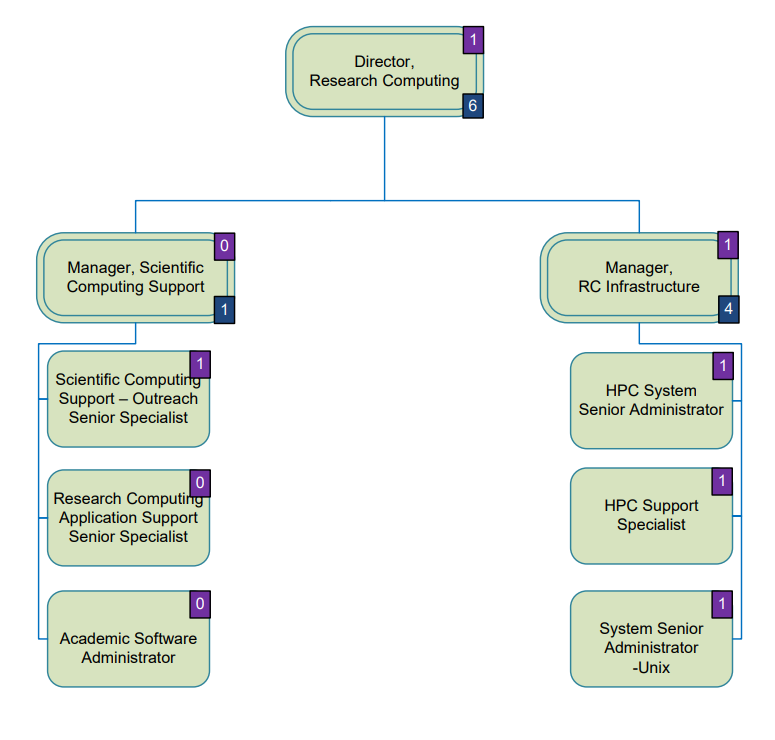 1
Director,
Research Computing
6
0
Manager, Scientific
Computing Support
1
1
Manager,
RC Infrastructure
4
1
Scientific Computing
Support – Outreach
Senior Specialist
0
Research Computing
Application Support
Senior Specialist
0
Academic Software
Administrator
1
HPC System
Senior Administrator
1
HPC Support
Specialist
1
System Senior
Administrator
-Unix